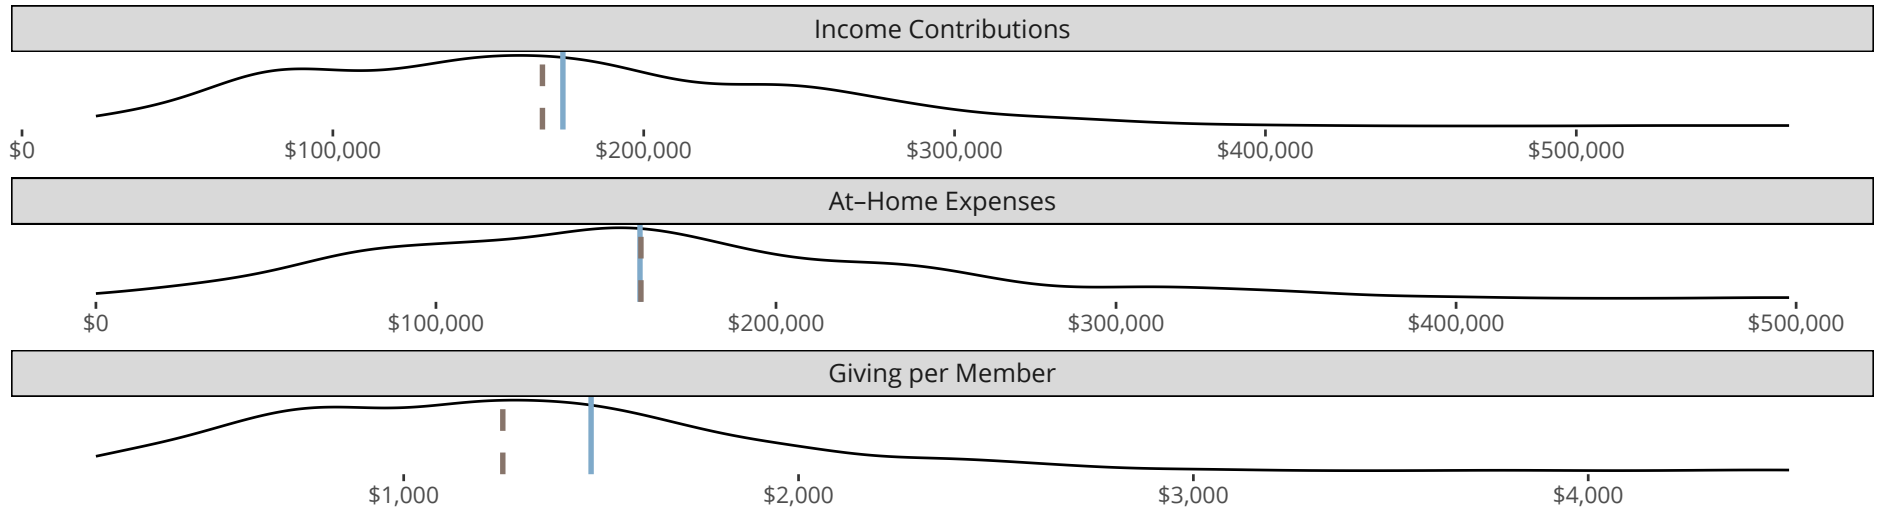 Income Contributions
$0 $100,000 $200,000 $300,000 $400,000 $500,000
At–Home Expenses
$0 $100,000 $200,000 $300,000 $400,000 $500,000
Giving per Member
$1,000 $2,000 $3,000 $4,000